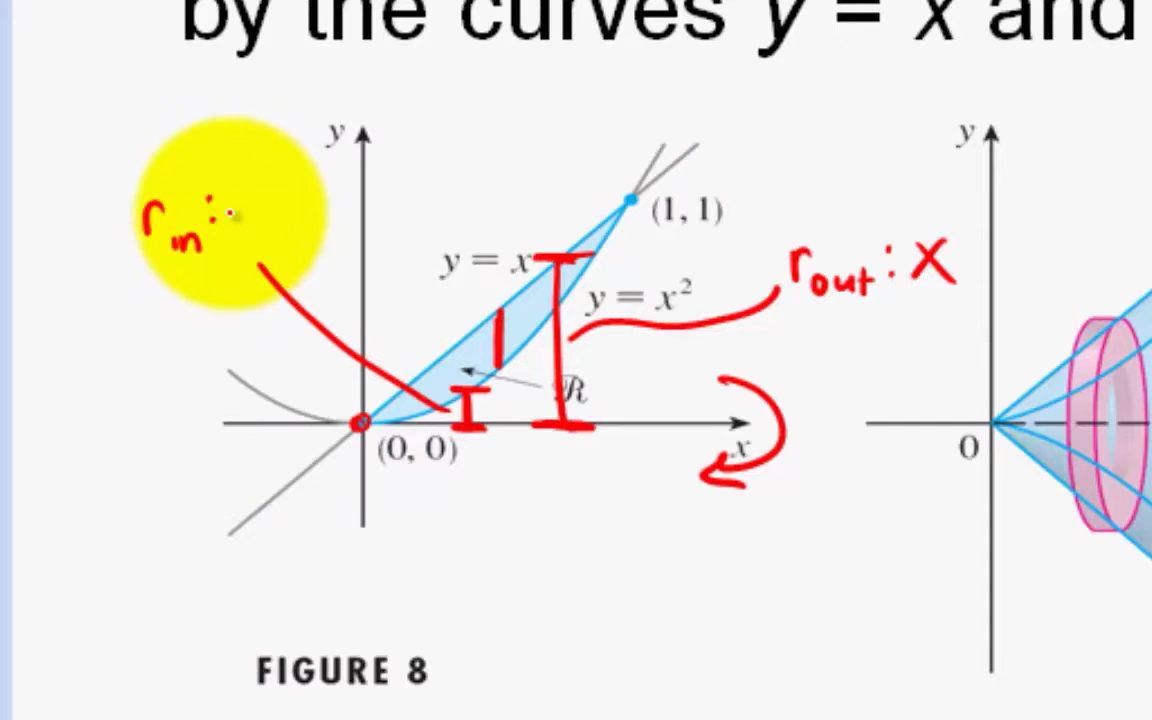 by the curves y = x and
y
y
r_in :
(1, 1)
y = x
r_out : x
y = x²
ℛ
(0, 0)
x
0
FIGURE 8